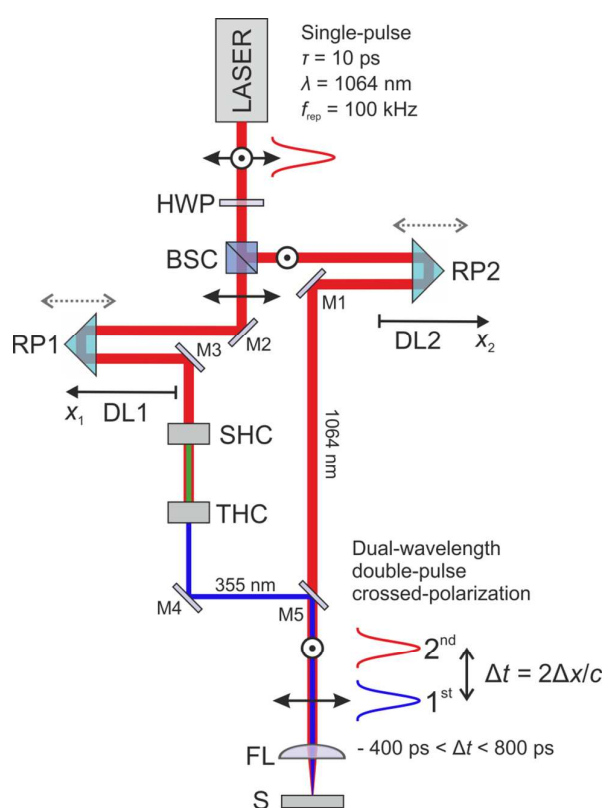 LASER
Single-pulse
τ = 10 ps
λ = 1064 nm
f_rep = 100 kHz
HWP
BSC
RP2
M1
M2
DL2
x₂
RP1
M3
x₁
DL1
SHC
1064 nm
THC
355 nm
M4
M5
Dual-wavelength
double-pulse
crossed-polarization
2nd
Δt = 2Δx/c
1st
FL
- 400 ps < Δt < 800 ps
S